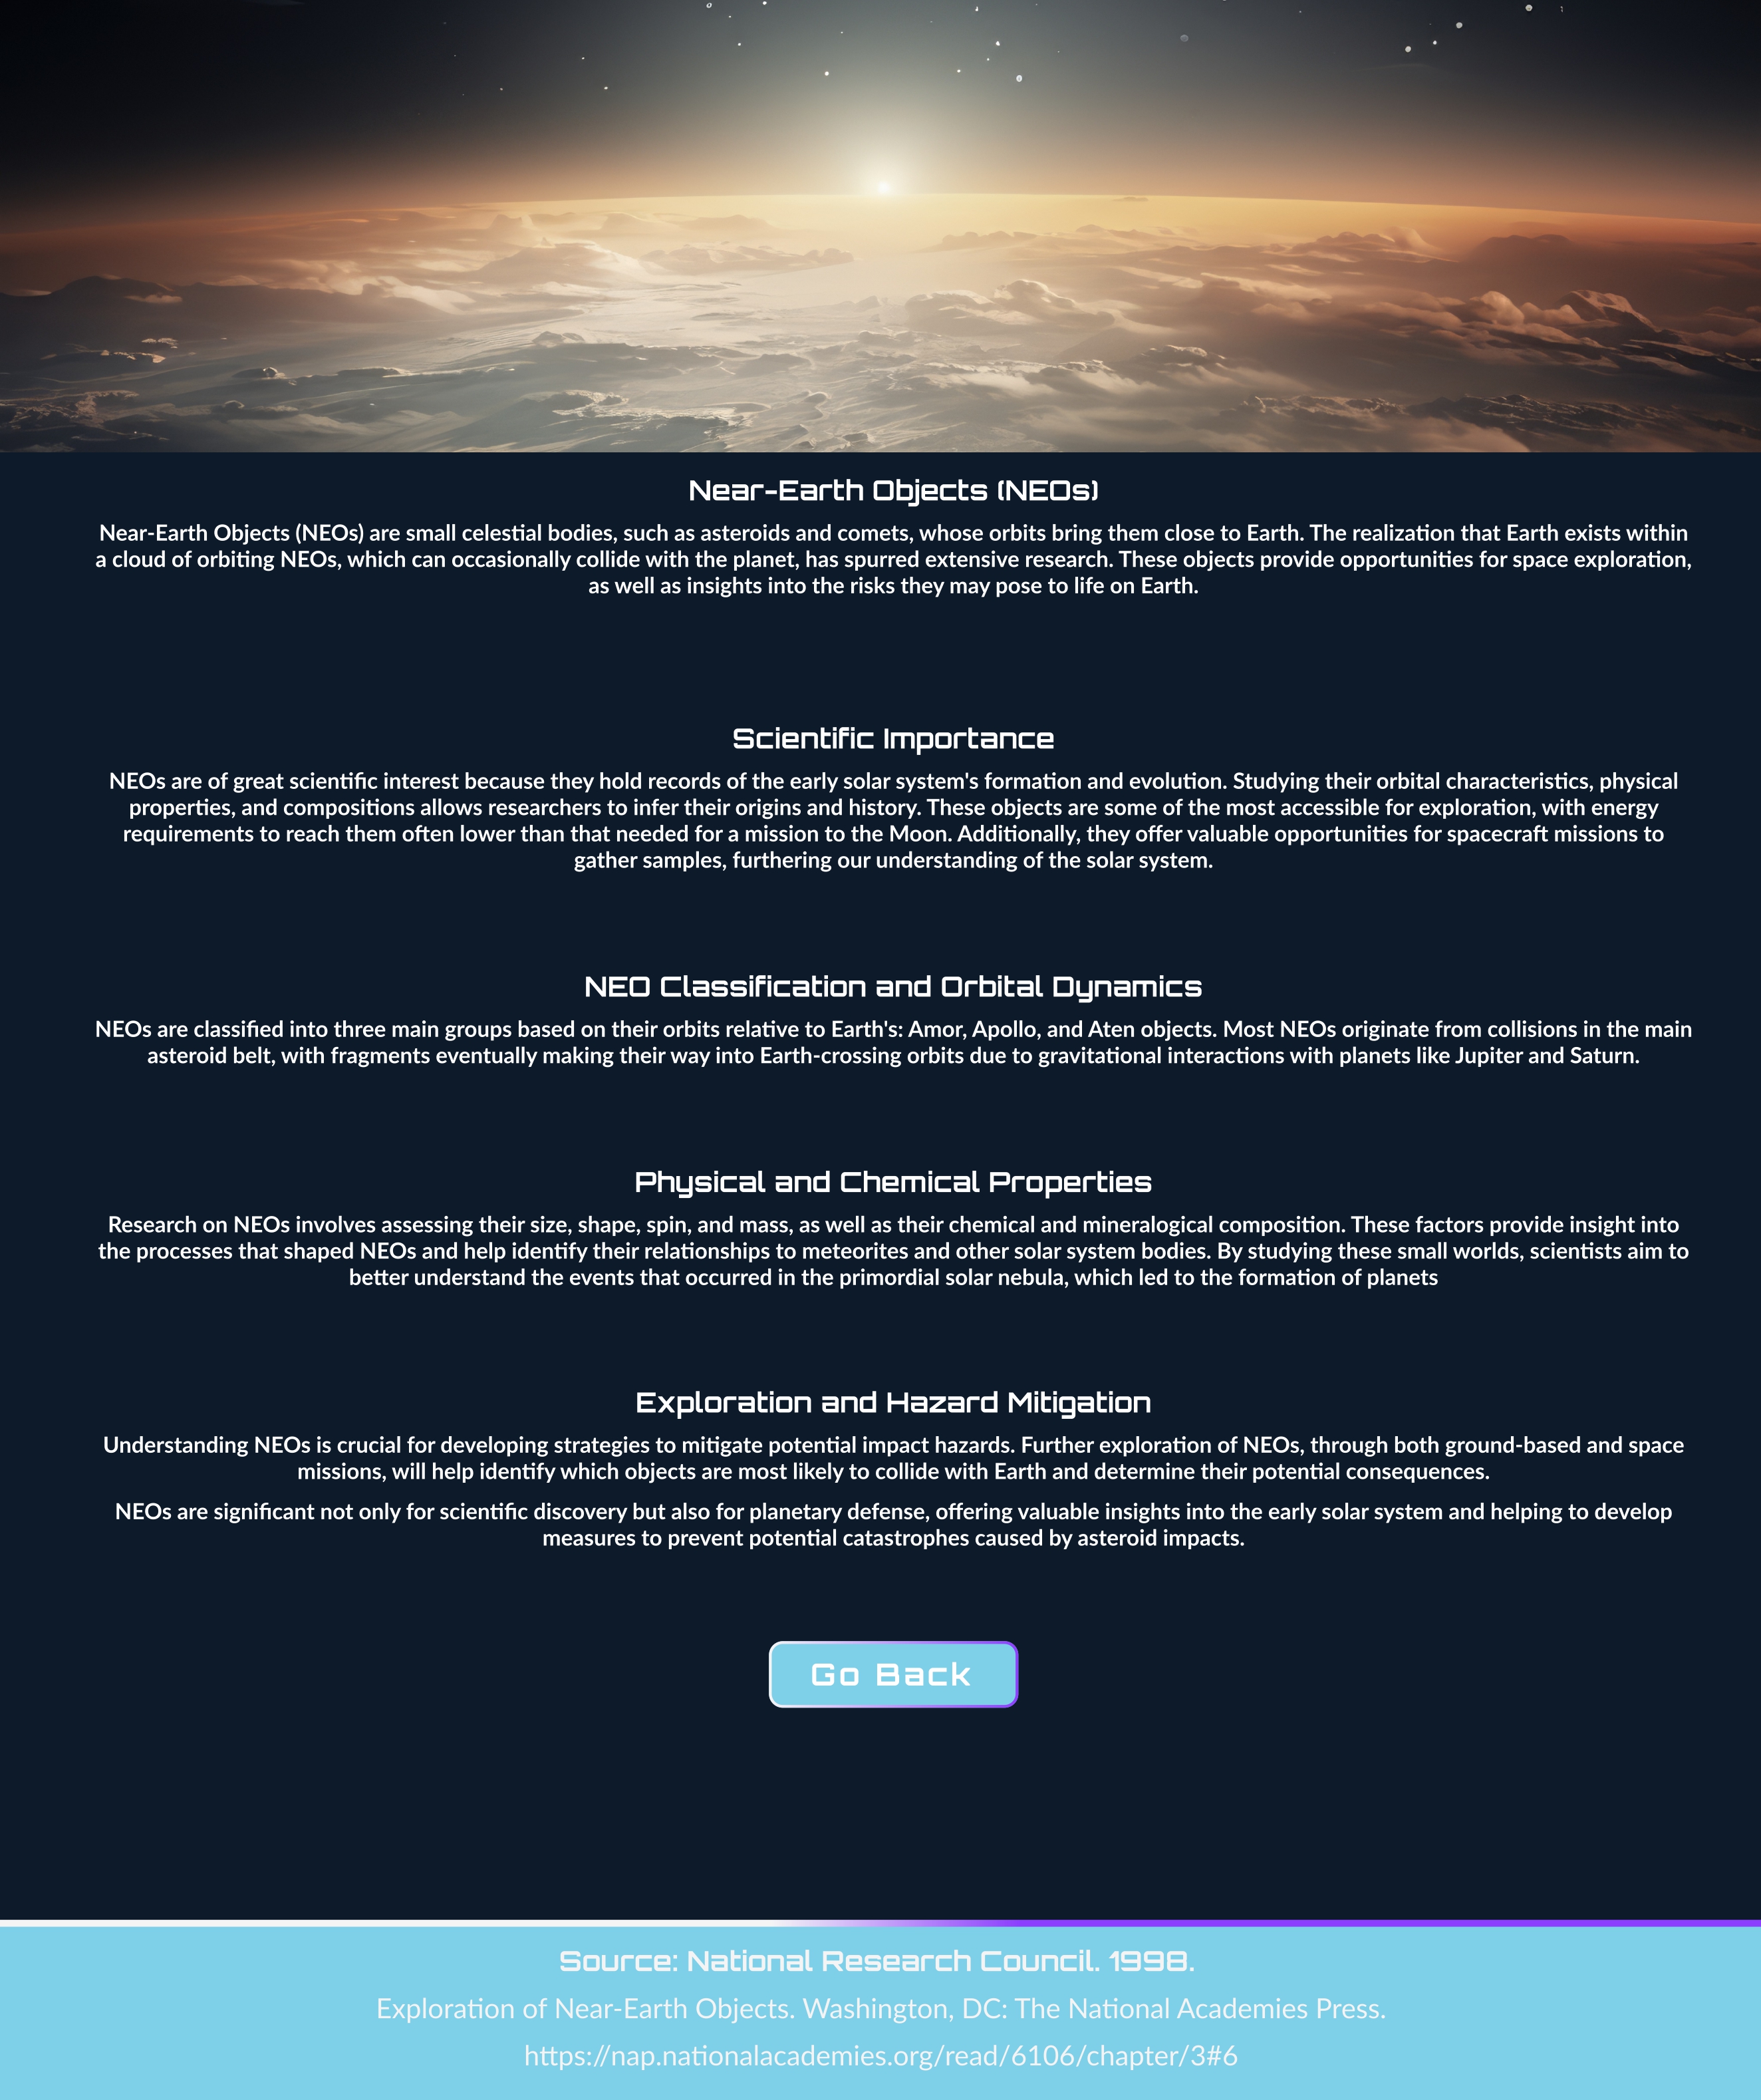 Near-Earth Objects (NEOs)
Near-Earth Objects (NEOs) are small celestial bodies, such as asteroids and comets, whose orbits bring them close to Earth. The realization that Earth exists within
a cloud of orbiting NEOs, which can occasionally collide with the planet, has spurred extensive research. These objects provide opportunities for space exploration,
as well as insights into the risks they may pose to life on Earth.
Scientific Importance
NEOs are of great scientific interest because they hold records of the early solar system's formation and evolution. Studying their orbital characteristics, physical
properties, and compositions allows researchers to infer their origins and history. These objects are some of the most accessible for exploration, with energy
requirements to reach them often lower than that needed for a mission to the Moon. Additionally, they offer valuable opportunities for spacecraft missions to
gather samples, furthering our understanding of the solar system.
NEO Classification and Orbital Dynamics
NEOs are classified into three main groups based on their orbits relative to Earth's: Amor, Apollo, and Aten objects. Most NEOs originate from collisions in the main
asteroid belt, with fragments eventually making their way into Earth-crossing orbits due to gravitational interactions with planets like Jupiter and Saturn.
Physical and Chemical Properties
Research on NEOs involves assessing their size, shape, spin, and mass, as well as their chemical and mineralogical composition. These factors provide insight into
the processes that shaped NEOs and help identify their relationships to meteorites and other solar system bodies. By studying these small worlds, scientists aim to
better understand the events that occurred in the primordial solar nebula, which led to the formation of planets
Exploration and Hazard Mitigation
Understanding NEOs is crucial for developing strategies to mitigate potential impact hazards. Further exploration of NEOs, through both ground-based and space
missions, will help identify which objects are most likely to collide with Earth and determine their potential consequences.
NEOs are significant not only for scientific discovery but also for planetary defense, offering valuable insights into the early solar system and helping to develop
measures to prevent potential catastrophes caused by asteroid impacts.
Go Back
Source: National Research Council. 1998.
Exploration of Near-Earth Objects. Washington, DC: The National Academies Press.
https://nap.nationalacademies.org/read/6106/chapter/3#6